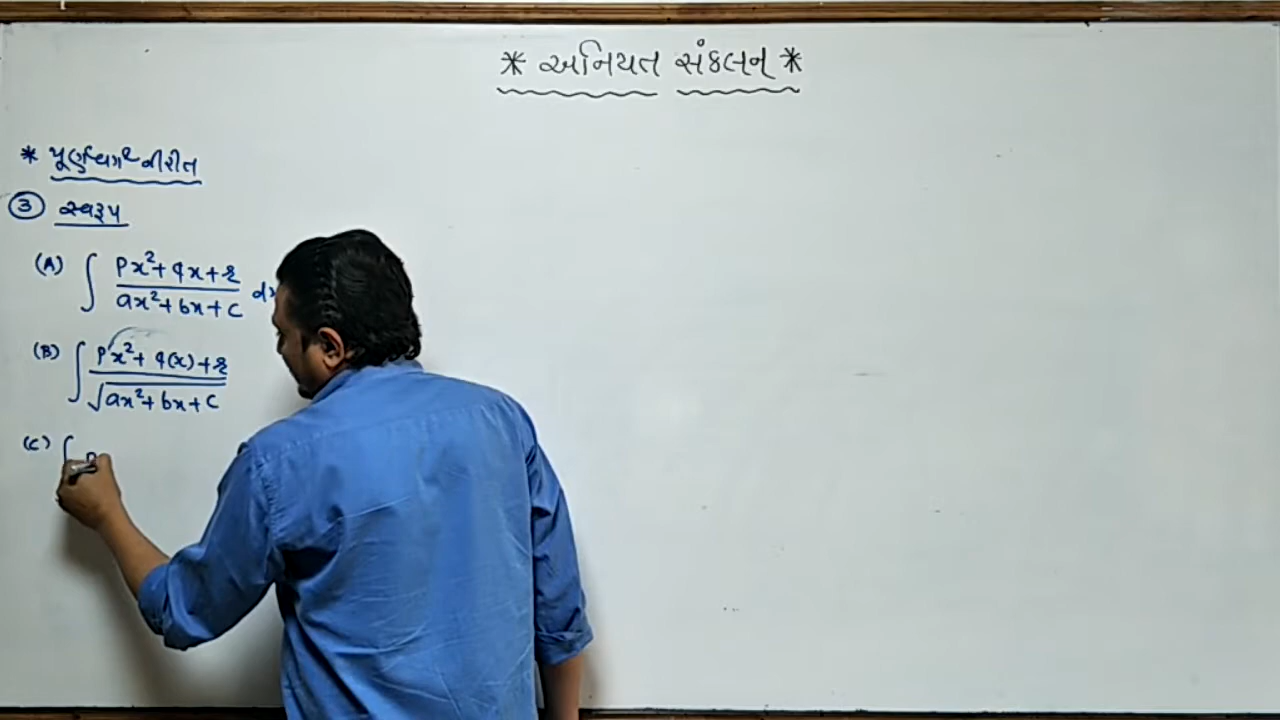 * અનિયત સંકલન *
* પૂર્ણવર્ગની રીત
③ સ્વરૂપ
(A) ∫ (px²+qx+r)/(ax²+bx+c) dx
(B) ∫ (px²+q(x)+r)/√(ax²+bx+c)
(C) ∫ p